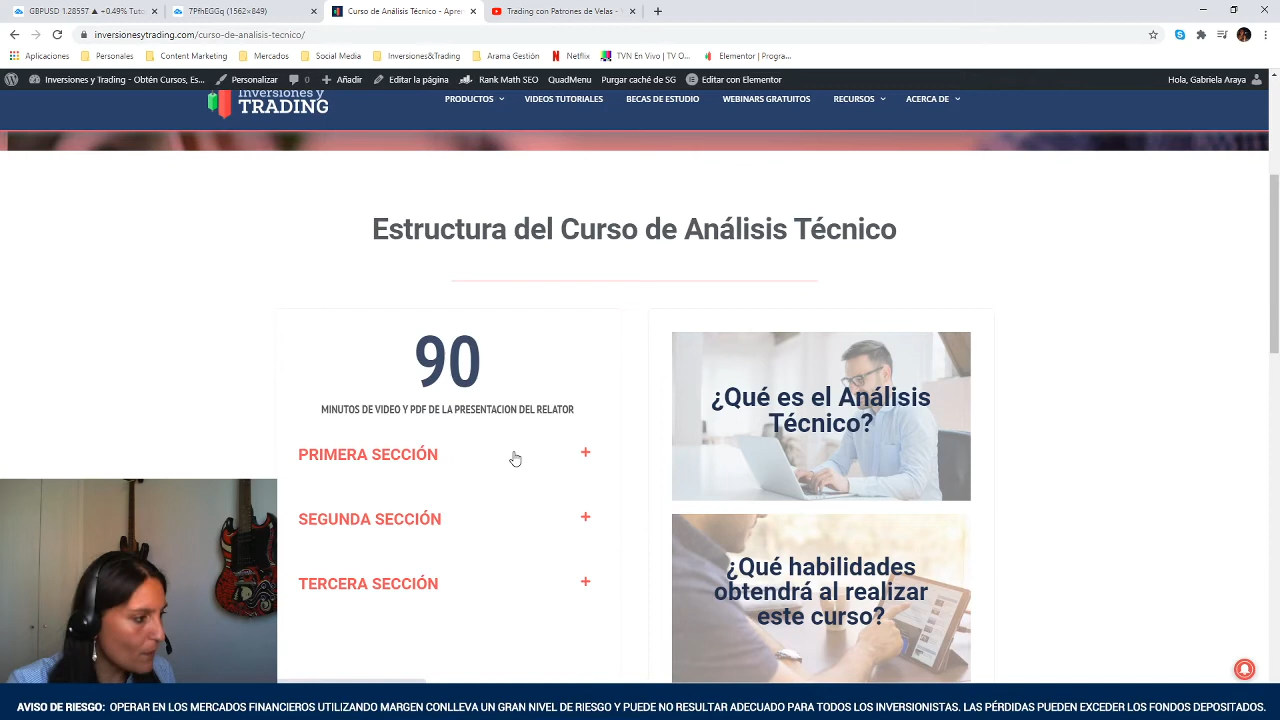 GBPUSD 1.28557 ▲ +0.49% Tut
7PFhEGGq (1562×849)
Curso de Análisis Técnico - Apre
Trading con Patrones de Velas -
inversionesytrading.com/curso-de-analisis-tecnico/
Aplicaciones Personales Content Marketing Mercados Social Media Inversiones&Trading Arama Gestión Netflix TVN En Vivo | TV O... Elementor | Progra...
Inversiones y Trading - Obtén Cursos, Es... Personalizar 0 Añadir Editar la página Rank Math SEO QuadMenu Purgar caché de SG Editar con Elementor Hola, Gabriela Araya
Inversiones y
TRADING
PRODUCTOS VIDEOS TUTORIALES BECAS DE ESTUDIO WEBINARS GRATUITOS RECURSOS ACERCA DE
Estructura del Curso de Análisis Técnico
90
MINUTOS DE VIDEO Y PDF DE LA PRESENTACION DEL RELATOR
PRIMERA SECCIÓN +
SEGUNDA SECCIÓN +
TERCERA SECCIÓN +
¿Qué es el Análisis
Técnico?
¿Qué habilidades
obtendrá al realizar
este curso?
AVISO DE RIESGO: OPERAR EN LOS MERCADOS FINANCIEROS UTILIZANDO MARGEN CONLLEVA UN GRAN NIVEL DE RIESGO Y PUEDE NO RESULTAR ADECUADO PARA TODOS LOS INVERSIONISTAS. LAS PÉRDIDAS PUEDEN EXCEDER LOS FONDOS DEPOSITADOS.